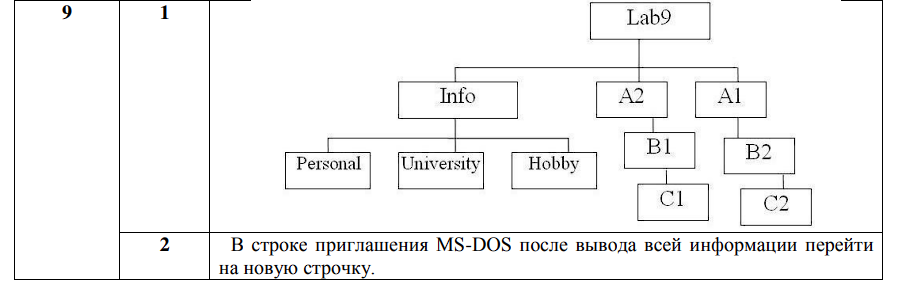 9 1 Lab9
Info A2 A1
Personal University Hobby B1 B2
C1 C2
2 В строке приглашения MS-DOS после вывода всей информации перейти
на новую строчку.